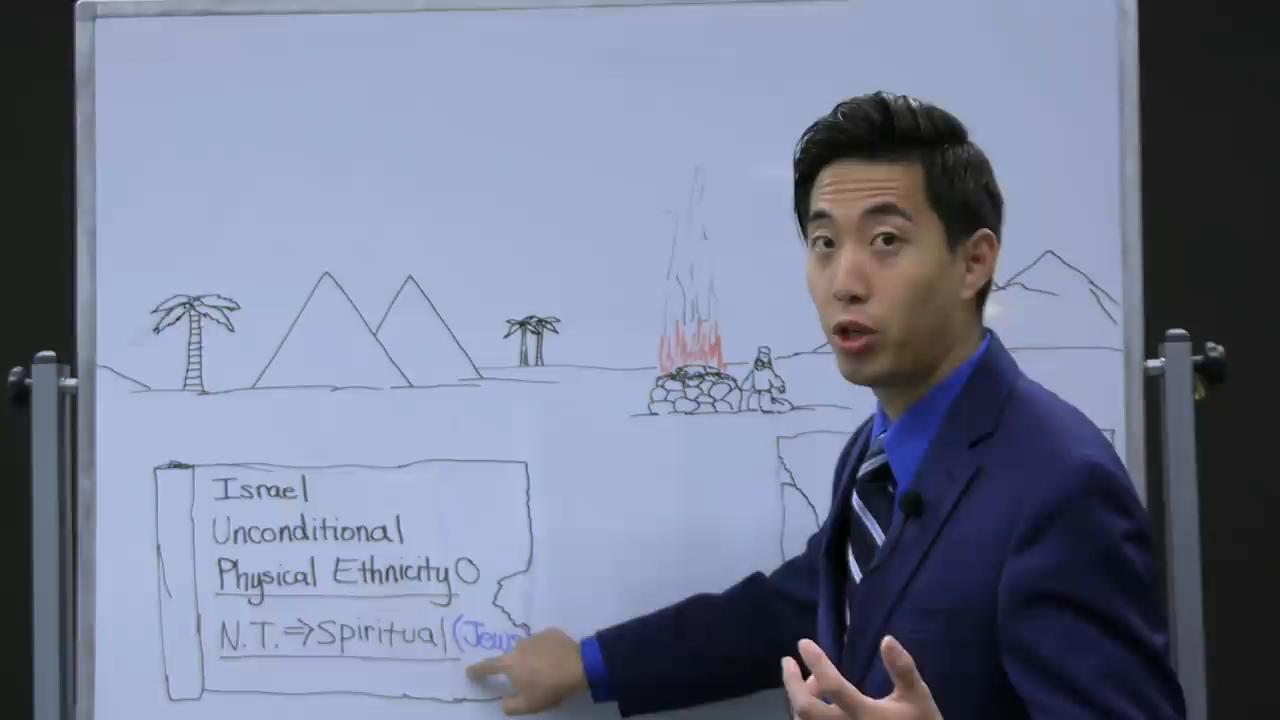 Israel
Unconditional
Physical Ethnicity O
N.T. ⇒ Spiritual (Jews